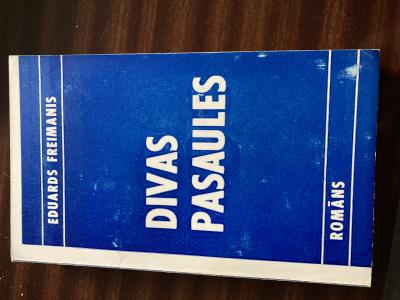 EDUARDS FREIMANIS
DIVAS
PASAULES
ROMĀNS